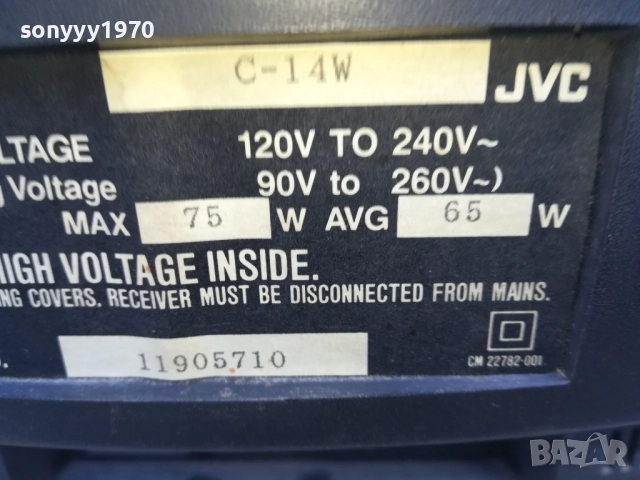 sonyyy1970
C-14W
JVC
LTAGE 120V TO 240V~
g Voltage 90V to 260V~)
MAX 75 W AVG 65 W
HIGH VOLTAGE INSIDE.
NG COVERS. RECEIVER MUST BE DISCONNECTED FROM MAINS.
11905710
CM 22782-001
BAZAR